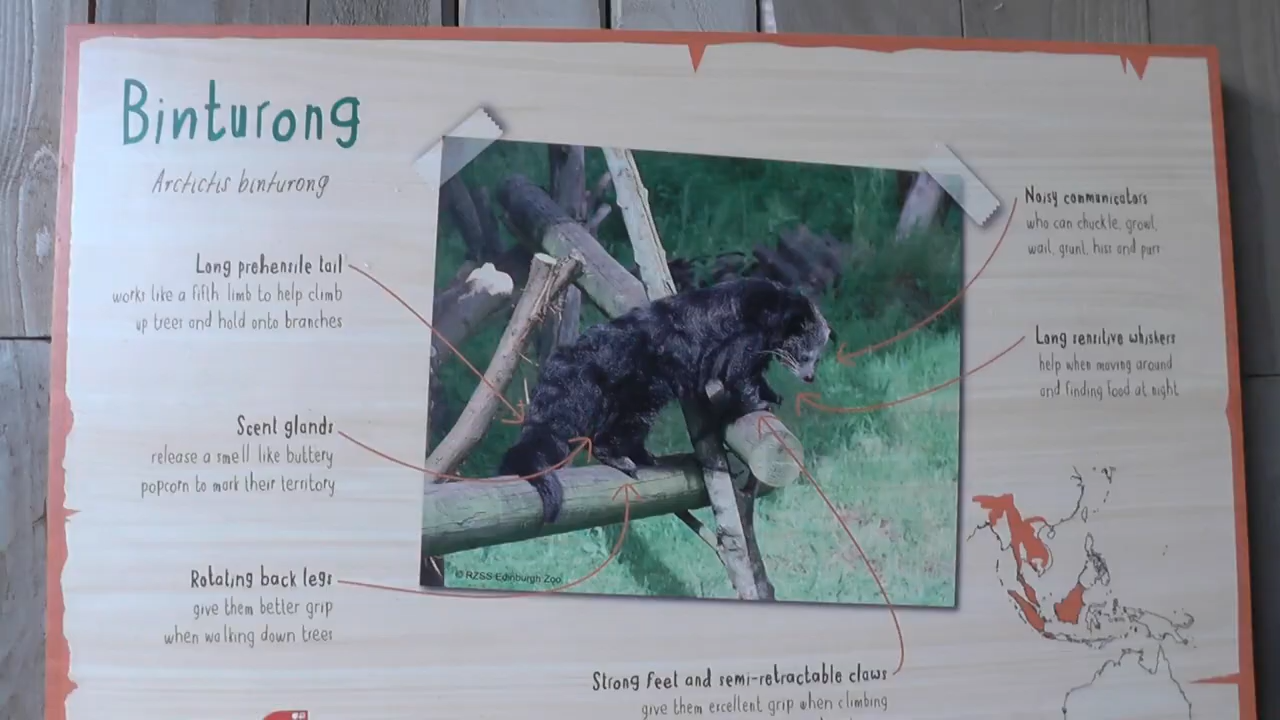 Binturong
Arctictis binturong
Long prehensile tail
works like a fifth limb to help climb
up trees and hold onto branches
Scent glands
release a smell like buttery
popcorn to mark their territory
Rotating back legs
give them better grip
when walking down trees
Noisy communicators
who can chuckle, growl,
wail, grunt, hiss and purr
Long sensitive whiskers
help when moving around
and finding food at night
© RZSS Edinburgh Zoo
Strong feet and semi-retractable claws
give them excellent grip when climbing